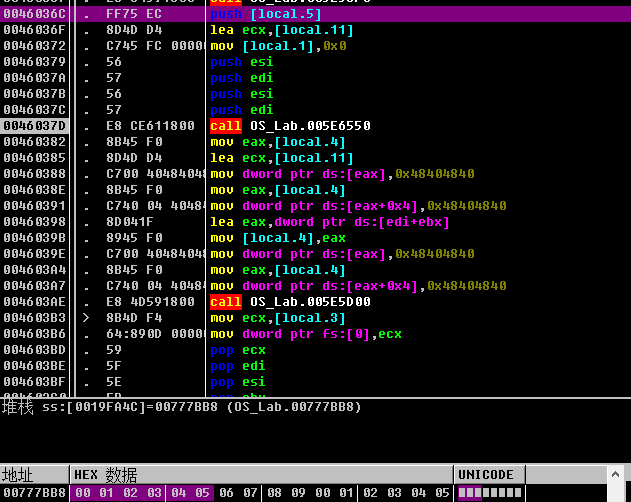 0046036C . FF75 EC push [local.5]
0046036F . 8D4D D4 lea ecx,[local.11]
00460372 . C745 FC 0000 mov [local.1],0x0
00460379 . 56 push esi
0046037A . 57 push edi
0046037B . 56 push esi
0046037C . 57 push edi
0046037D . E8 CE611800 call OS_Lab.005E6550
00460382 . 8B45 F0 mov eax,[local.4]
00460385 . 8D4D D4 lea ecx,[local.11]
00460388 . C700 40484048 mov dword ptr ds:[eax],0x48404840
0046038E . 8B45 F0 mov eax,[local.4]
00460391 . C740 04 4048 mov dword ptr ds:[eax+0x4],0x48404840
00460398 . 8D041F lea eax,dword ptr ds:[edi+ebx]
0046039B . 8945 F0 mov [local.4],eax
0046039E . C700 40484048 mov dword ptr ds:[eax],0x48404840
004603A4 . 8B45 F0 mov eax,[local.4]
004603A7 . C740 04 4048 mov dword ptr ds:[eax+0x4],0x48404840
004603AE . E8 4D591800 call OS_Lab.005E5D00
004603B3 > 8B4D F4 mov ecx,[local.3]
004603B6 . 64:890D 0000 mov dword ptr fs:[0],ecx
004603BD . 59 pop ecx
004603BE . 5F pop edi
004603BF . 5E pop esi
堆栈 ss:[0019FA4C]=00777BB8 (OS_Lab.00777BB8)
地址 HEX 数据 UNICODE
00777BB8 00 01 02 03 04 05 06 07 08 09 00 01 02 03 04 05